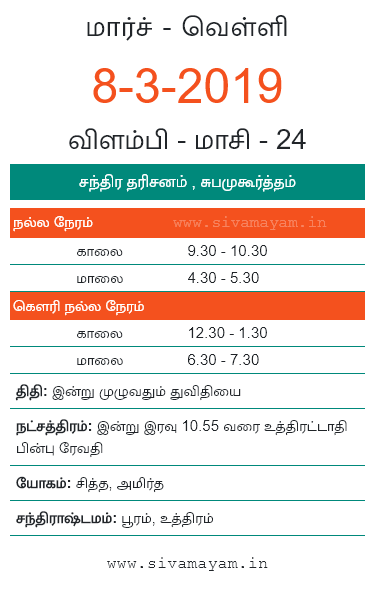 மார்ச் - வெள்ளி
8-3-2019
விளம்பி - மாசி - 24
சந்திர தரிசனம் , சுபமுகூர்த்தம்
நல்ல நேரம் www.sivamayam.in
காலை 9.30 - 10.30
மாலை 4.30 - 5.30
கௌரி நல்ல நேரம்
காலை 12.30 - 1.30
மாலை 6.30 - 7.30
திதி: இன்று முழுவதும் துவிதியை
நட்சத்திரம்: இன்று இரவு 10.55 வரை உத்திரட்டாதி
பின்பு ரேவதி
யோகம்: சித்த, அமிர்த
சந்திராஷ்டமம்: பூரம், உத்திரம்
www.sivamayam.in